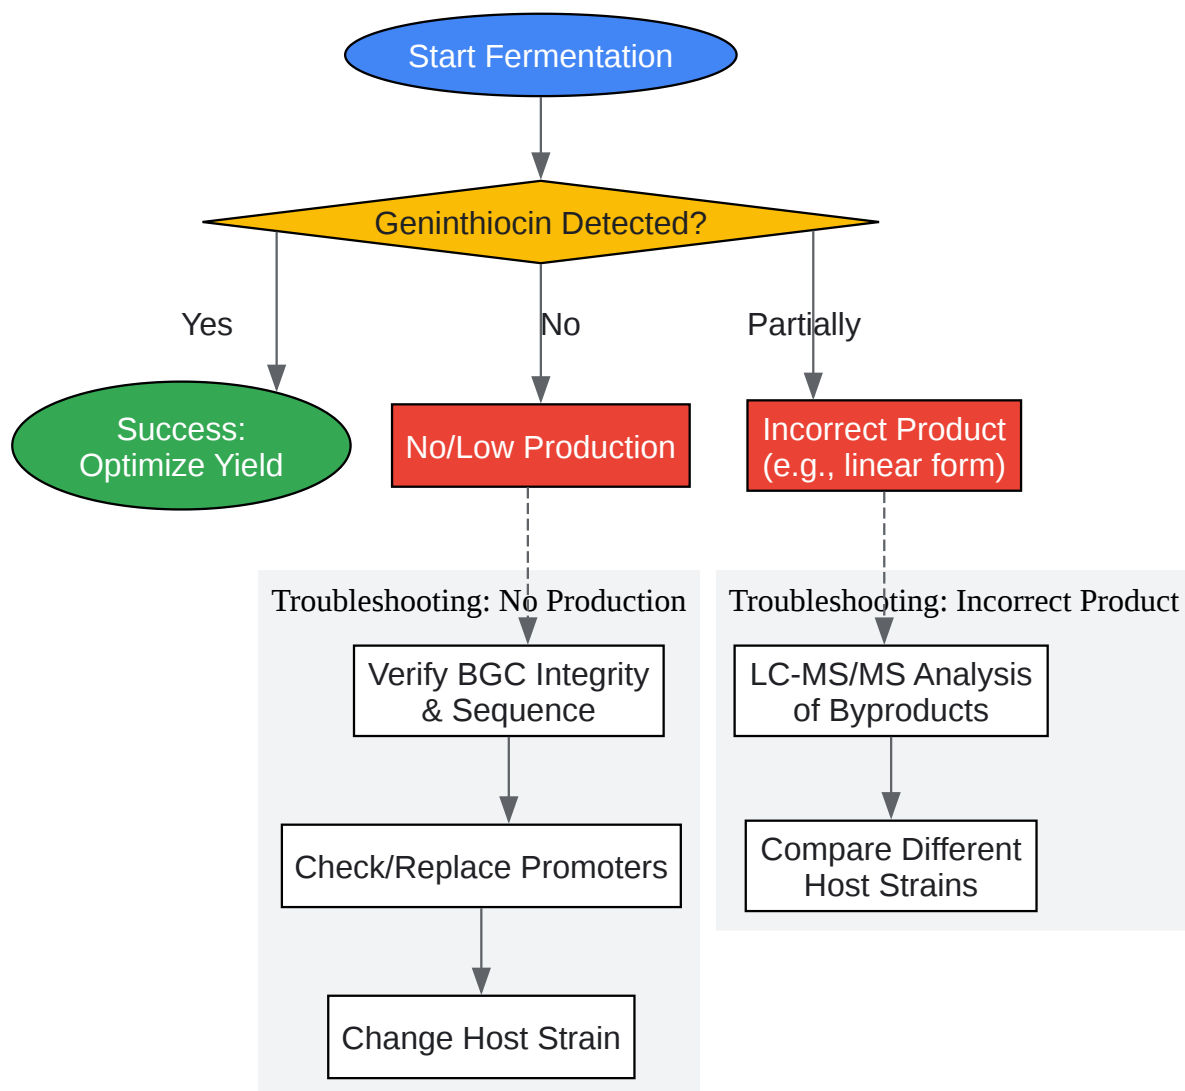 Start Fermentation
Geninthiocin Detected?
Yes
No
Partially
Success:
Optimize Yield
No/Low Production
Incorrect Product
(e.g., linear form)
Troubleshooting: No Production
Verify BGC Integrity
& Sequence
Check/Replace Promoters
Change Host Strain
Troubleshooting: Incorrect Product
LC-MS/MS Analysis
of Byproducts
Compare Different
Host Strains